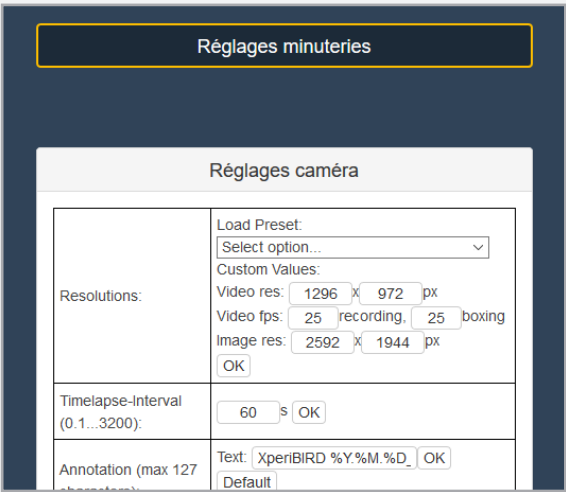 Réglages minuteries
Réglages caméra
Resolutions:
Load Preset:
Select option...
Custom Values:
Video res: 1296 x 972 px
Video fps: 25 recording, 25 boxing
Image res: 2592 x 1944 px
OK
Timelapse-Interval
(0.1...3200):
60 s OK
Annotation (max 127
characters):
Text: XperiBIRD %Y.%M.%D_ OK
Default